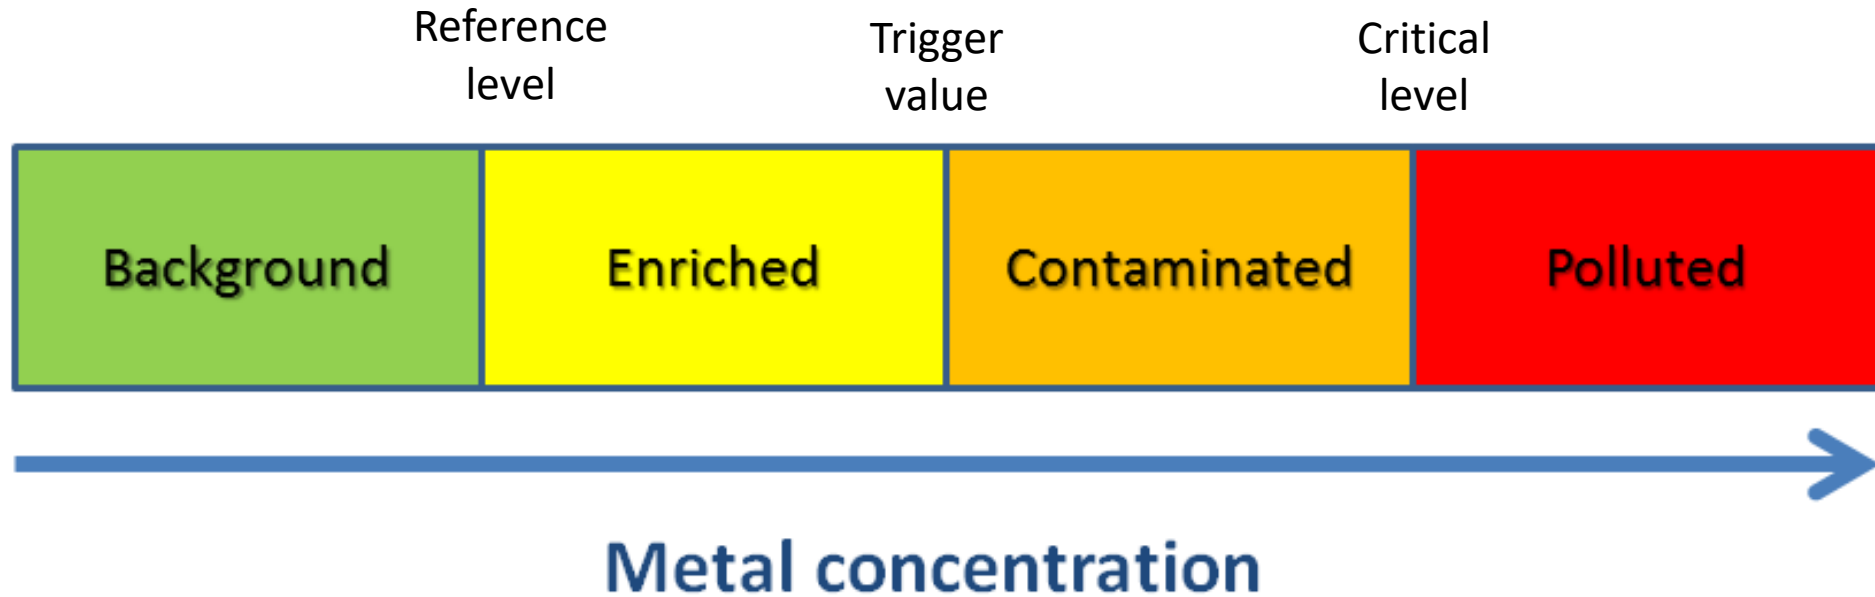 Reference
level
Trigger
value
Critical
level
Background
Enriched
Contaminated
Polluted
Metal concentration